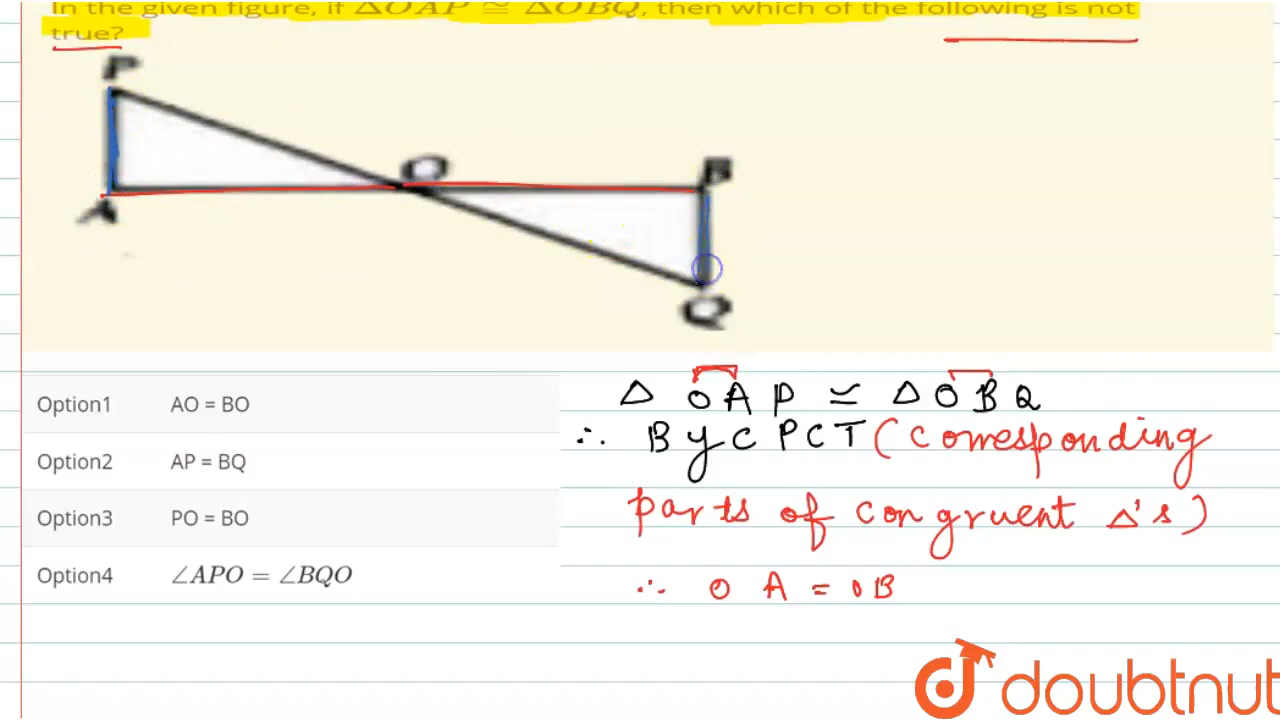 In the given figure, if ΔOAP ≅ ΔOBQ, then which of the following is not
true?
P
O
B
A
Q
Option1 AO = BO
Option2 AP = BQ
Option3 PO = BO
Option4 ∠APO = ∠BQO
Δ OAP ≅ Δ OBQ
∴ By CPCT (Corresponding
parts of congruent Δ's)
∴ OA = OB
doubtnut